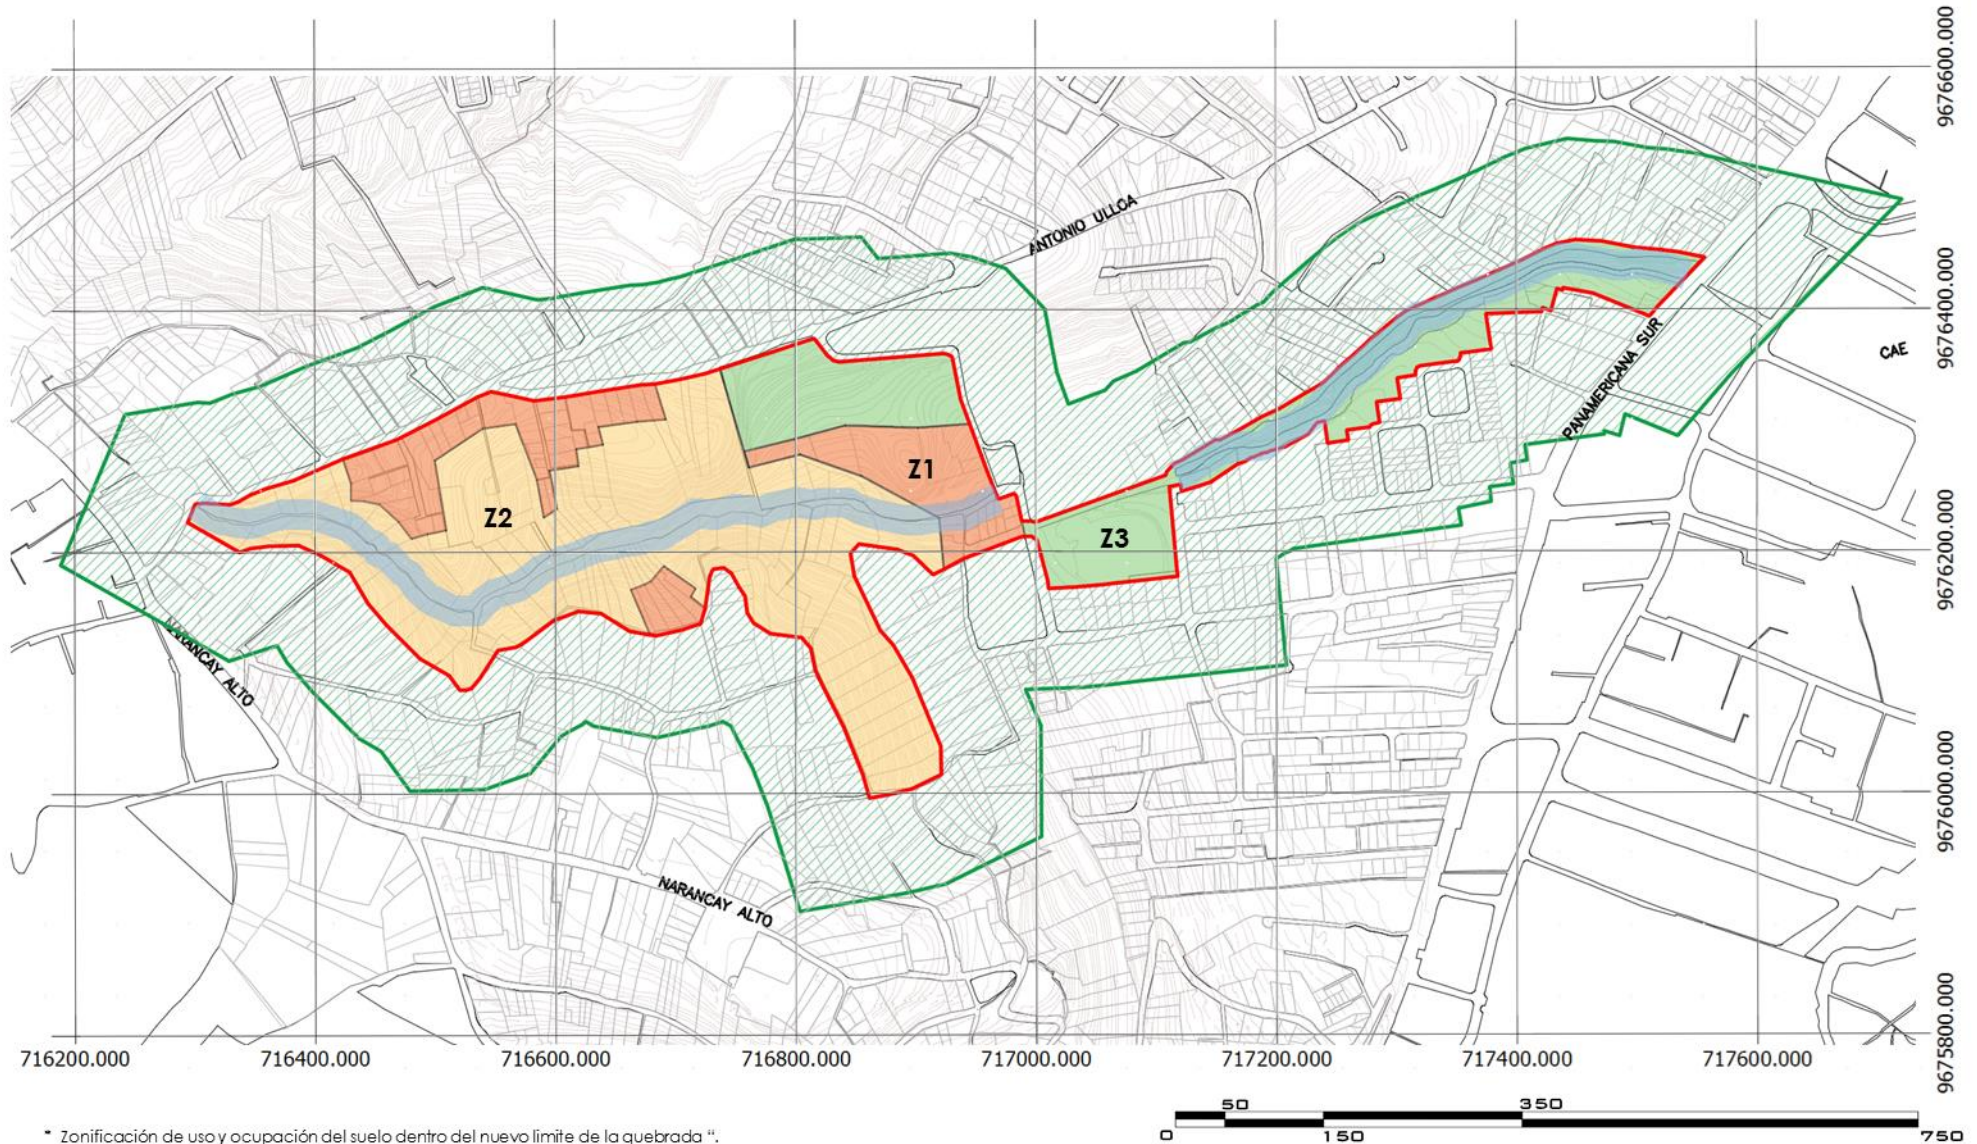 9676600.000
ANTONIO ULLOA
9676400.000
CAE
PANAMERICANA SUR
Z1
Z2
Z3
9676200.000
NARANCAY ALTO
9676000.000
NARANCAY ALTO
9675800.000
716200.000 716400.000 716600.000 716800.000 717000.000 717200.000 717400.000 717600.000
50 350
0 150 750
* Zonificación de uso y ocupación del suelo dentro del nuevo limite de la quebrada “.